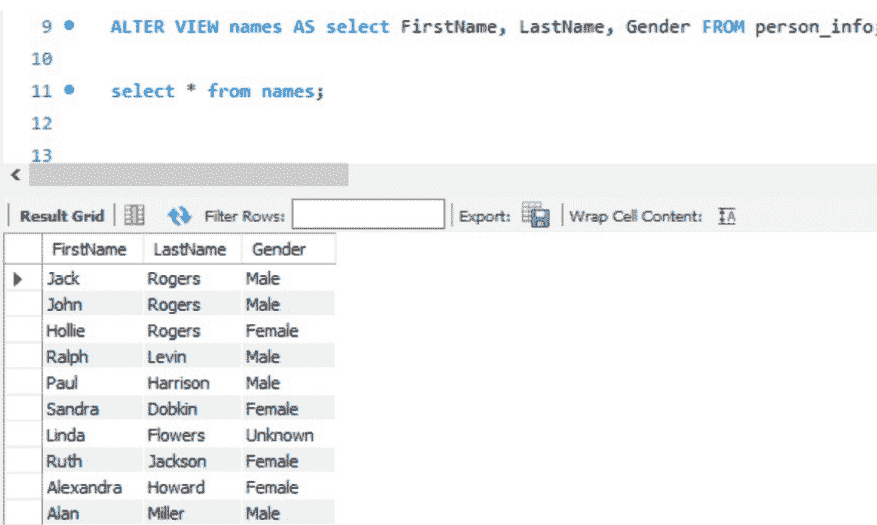 9 ALTER VIEW names AS select FirstName, LastName, Gender FROM person_info;
10
11 select * from names;
12
13
Result Grid Filter Rows: Export: Wrap Cell Content: IA
FirstName LastName Gender
Jack Rogers Male
John Rogers Male
Hollie Rogers Female
Ralph Levin Male
Paul Harrison Male
Sandra Dobkin Female
Linda Flowers Unknown
Ruth Jackson Female
Alexandra Howard Female
Alan Miller Male